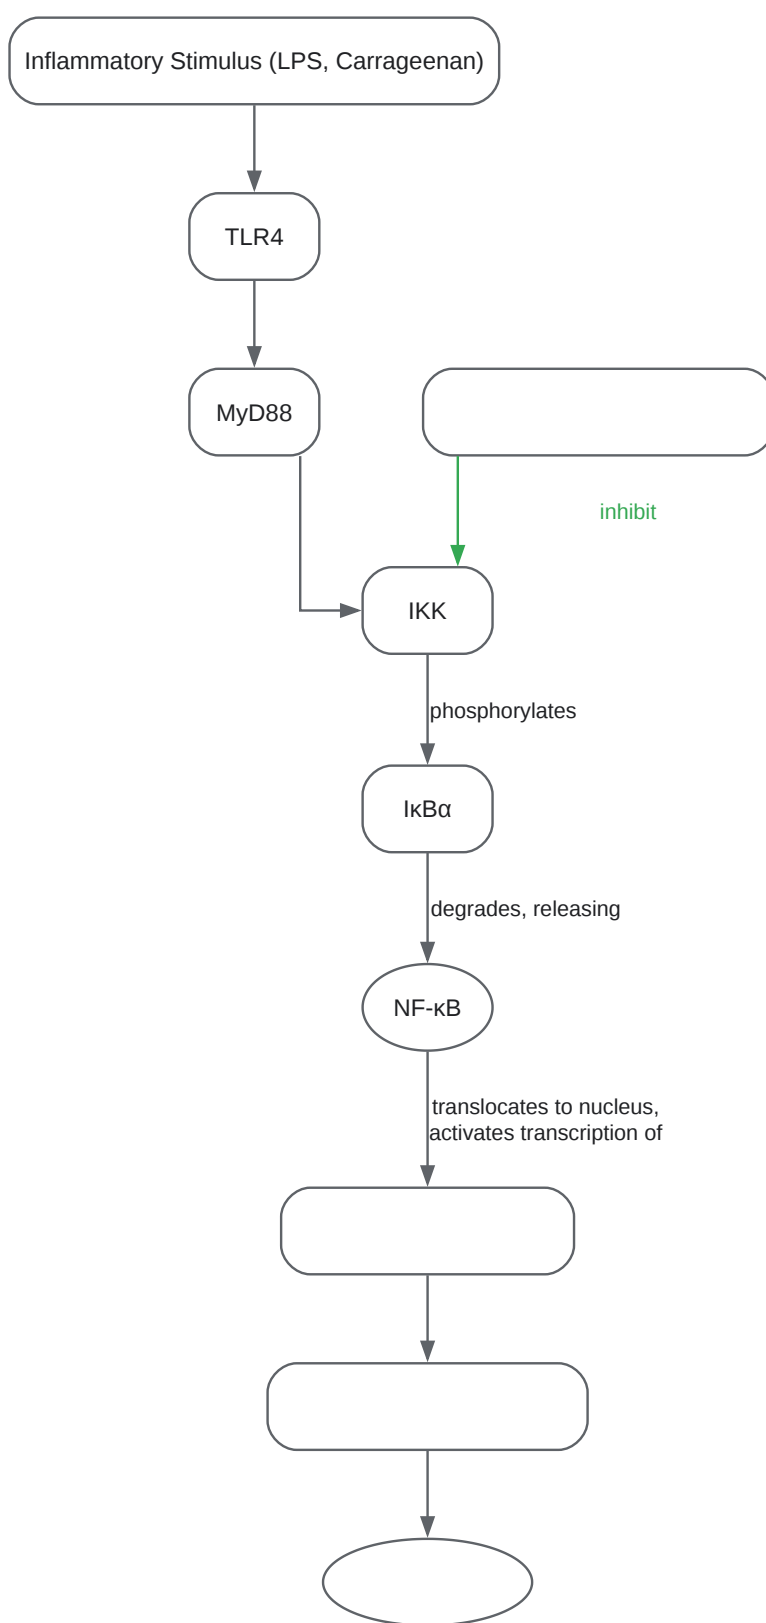 Inflammatory Stimulus (LPS, Carrageenan)
TLR4
MyD88
inhibit
IKK
phosphorylates
IκBα
degrades, releasing
NF-κB
translocates to nucleus,
activates transcription of